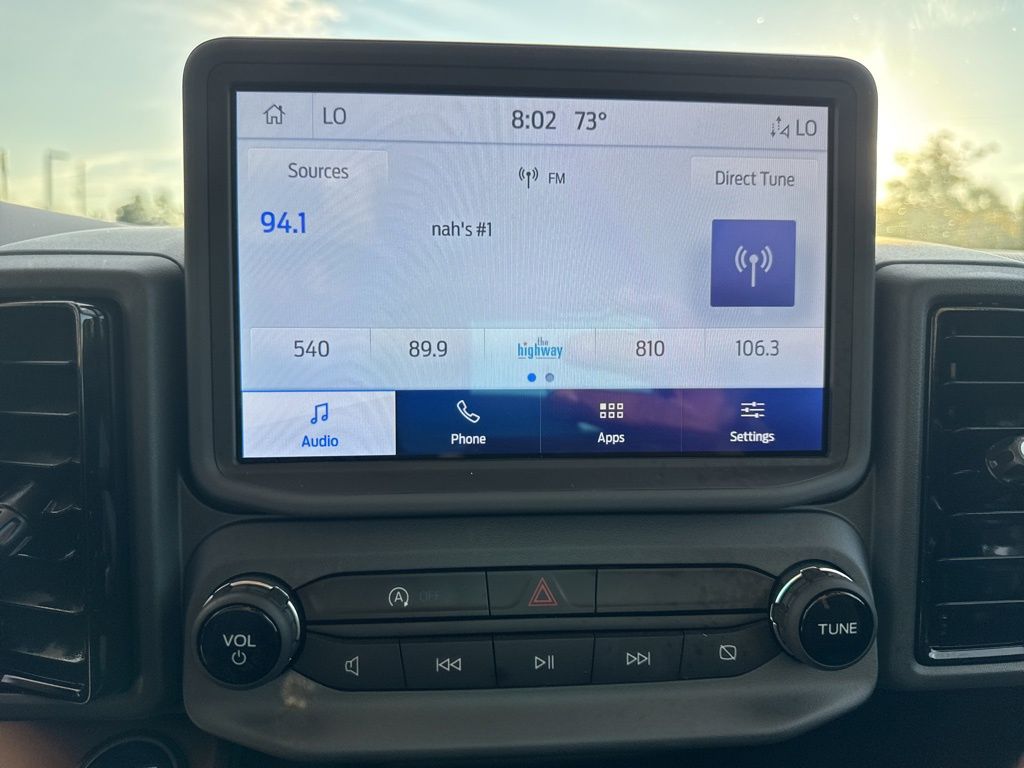 LO 8:02 73° LO
Sources FM Direct Tune
94.1 nah's #1
540 89.9 the highway 810 106.3
Audio Phone Apps Settings
A OFF
VOL TUNE